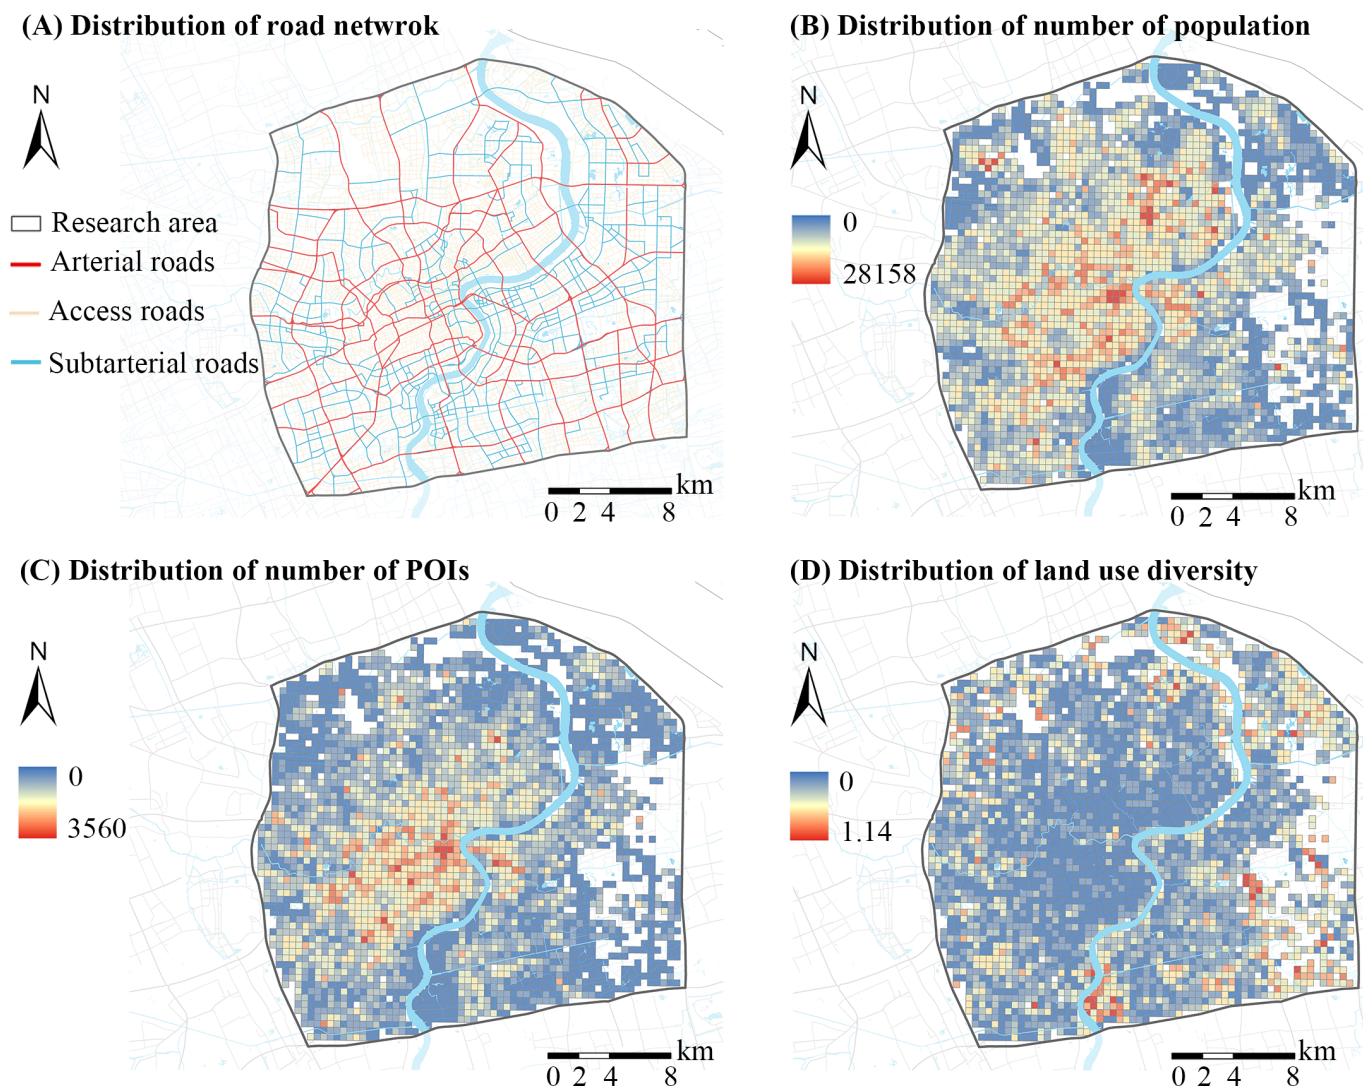 (A) Distribution of road netwrok
N
Research area
Arterial roads
Access roads
Subtarterial roads
km
0 2 4 8
(B) Distribution of number of population
N
0
28158
km
0 2 4 8
(C) Distribution of number of POIs
N
0
3560
km
0 2 4 8
(D) Distribution of land use diversity
N
0
1.14
km
0 2 4 8